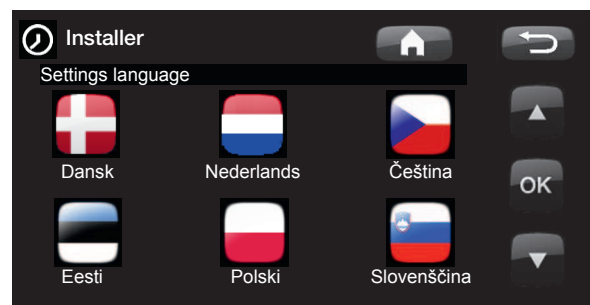 Installer
Settings language
Dansk Nederlands Čeština
OK
Eesti Polski Slovenščina